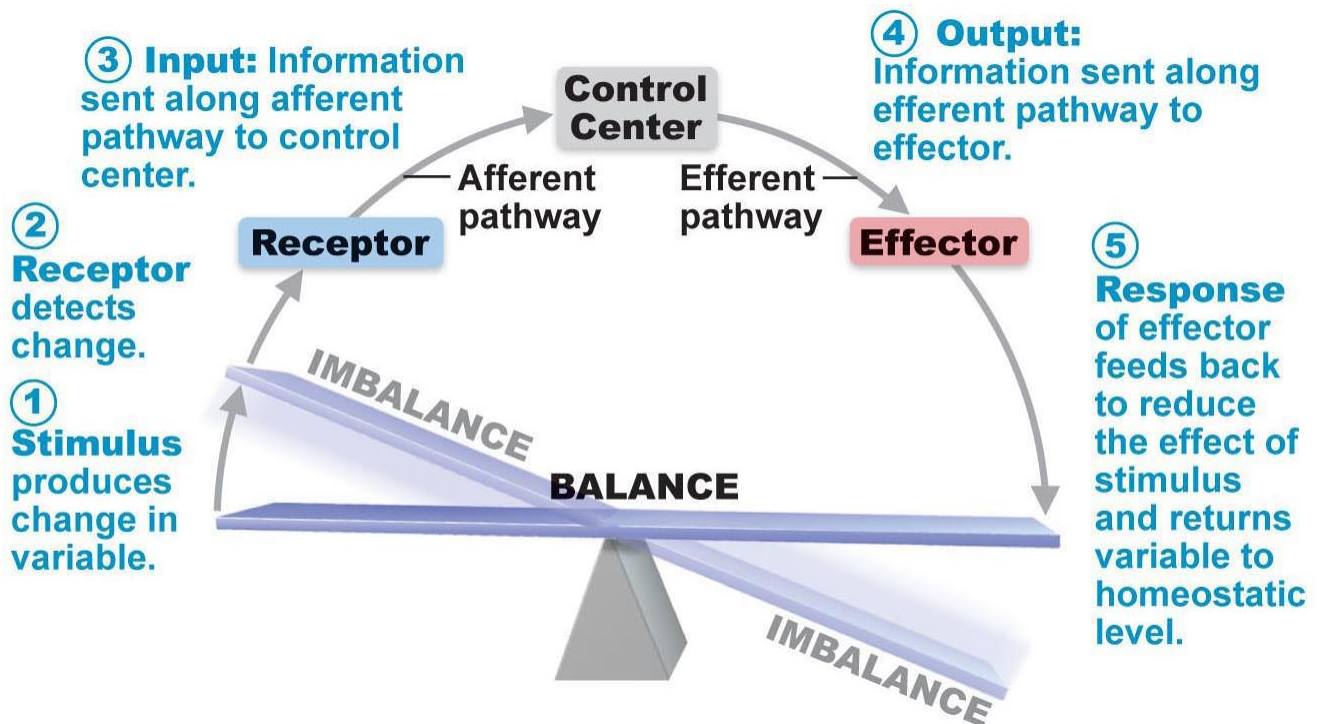 ③ Input: Information
sent along afferent
pathway to control
center.
④ Output:
Information sent along
efferent pathway to
effector.
Control
Center
Afferent
pathway
Efferent
pathway
②
Receptor
detects
change.
Receptor
Effector
①
Stimulus
produces
change in
variable.
⑤
Response
of effector
feeds back
to reduce
the effect of
stimulus
and returns
variable to
homeostatic
level.
IMBALANCE
BALANCE
IMBALANCE